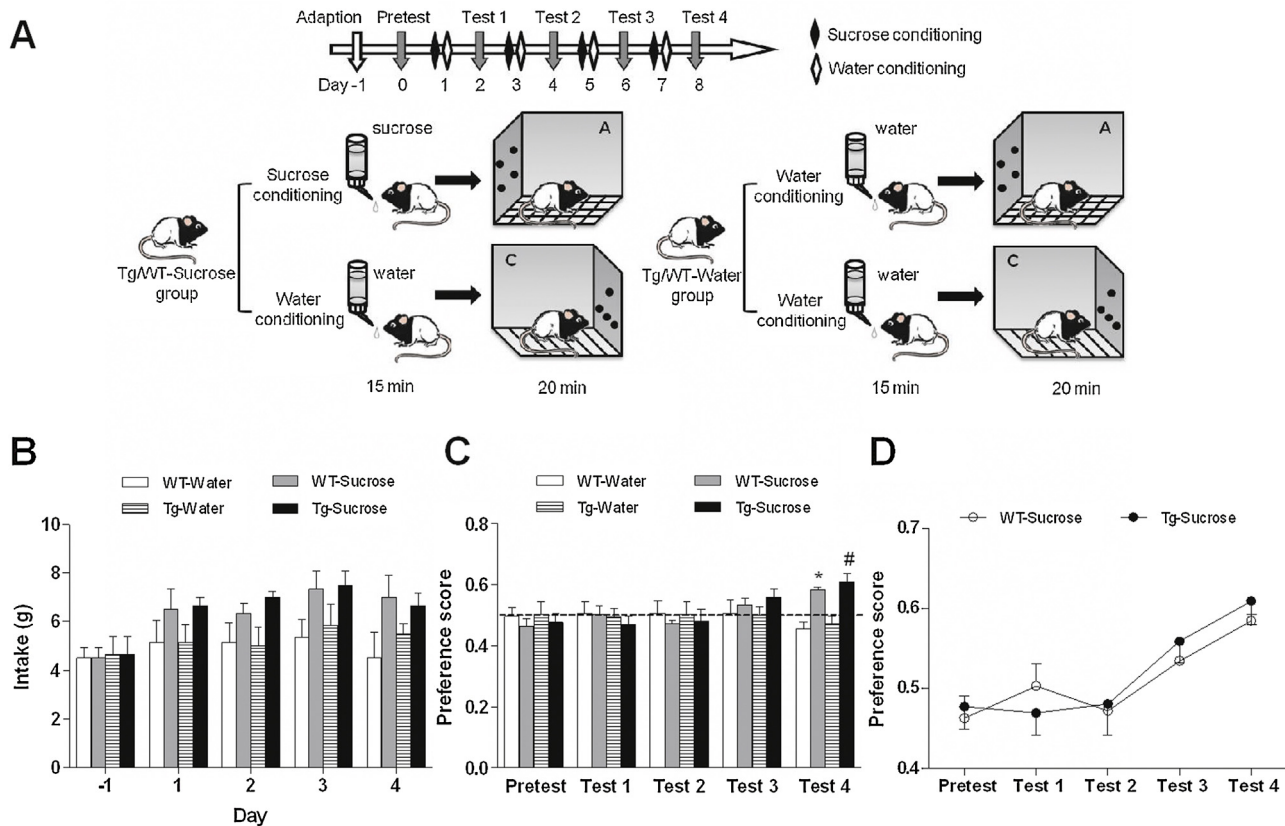 A
Adaption Pretest Test 1 Test 2 Test 3 Test 4
Sucrose conditioning
Water conditioning
Day -1 0 1 2 3 4 5 6 7 8
sucrose
A
Sucrose
conditioning
Tg/WT-Sucrose
group
water
C
Water
conditioning
15 min
20 min
water
A
Water
conditioning
Tg/WT-Water
group
water
C
Water
conditioning
15 min
20 min
B
WT-Water
WT-Sucrose
Tg-Water
Tg-Sucrose
Intake (g)
10
8
6
4
2
0
-1 1 2 3 4
Day
C
WT-Water
WT-Sucrose
Tg-Water
Tg-Sucrose
Preference score
0.8
0.6
0.4
0.2
0.0
*
#
Pretest Test 1 Test 2 Test 3 Test 4
D
WT-Sucrose
Tg-Sucrose
Preference score
0.7
0.6
0.5
0.4
Pretest Test 1 Test 2 Test 3 Test 4